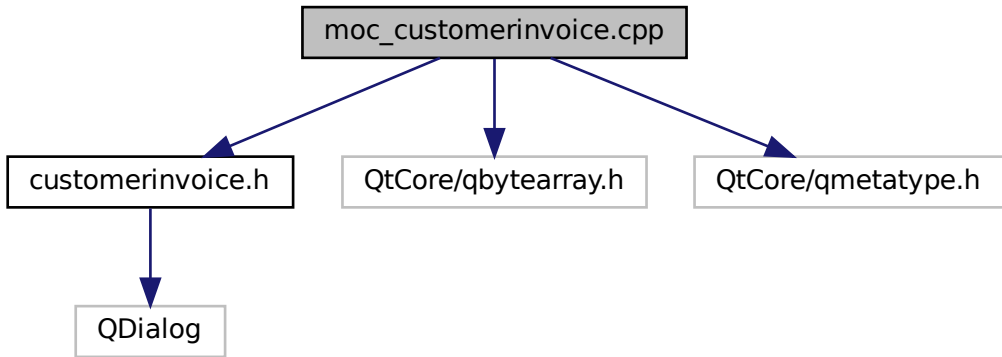 moc_customerinvoice.cpp
customerinvoice.h
QtCore/qbytearray.h
QtCore/qmetatype.h
QDialog